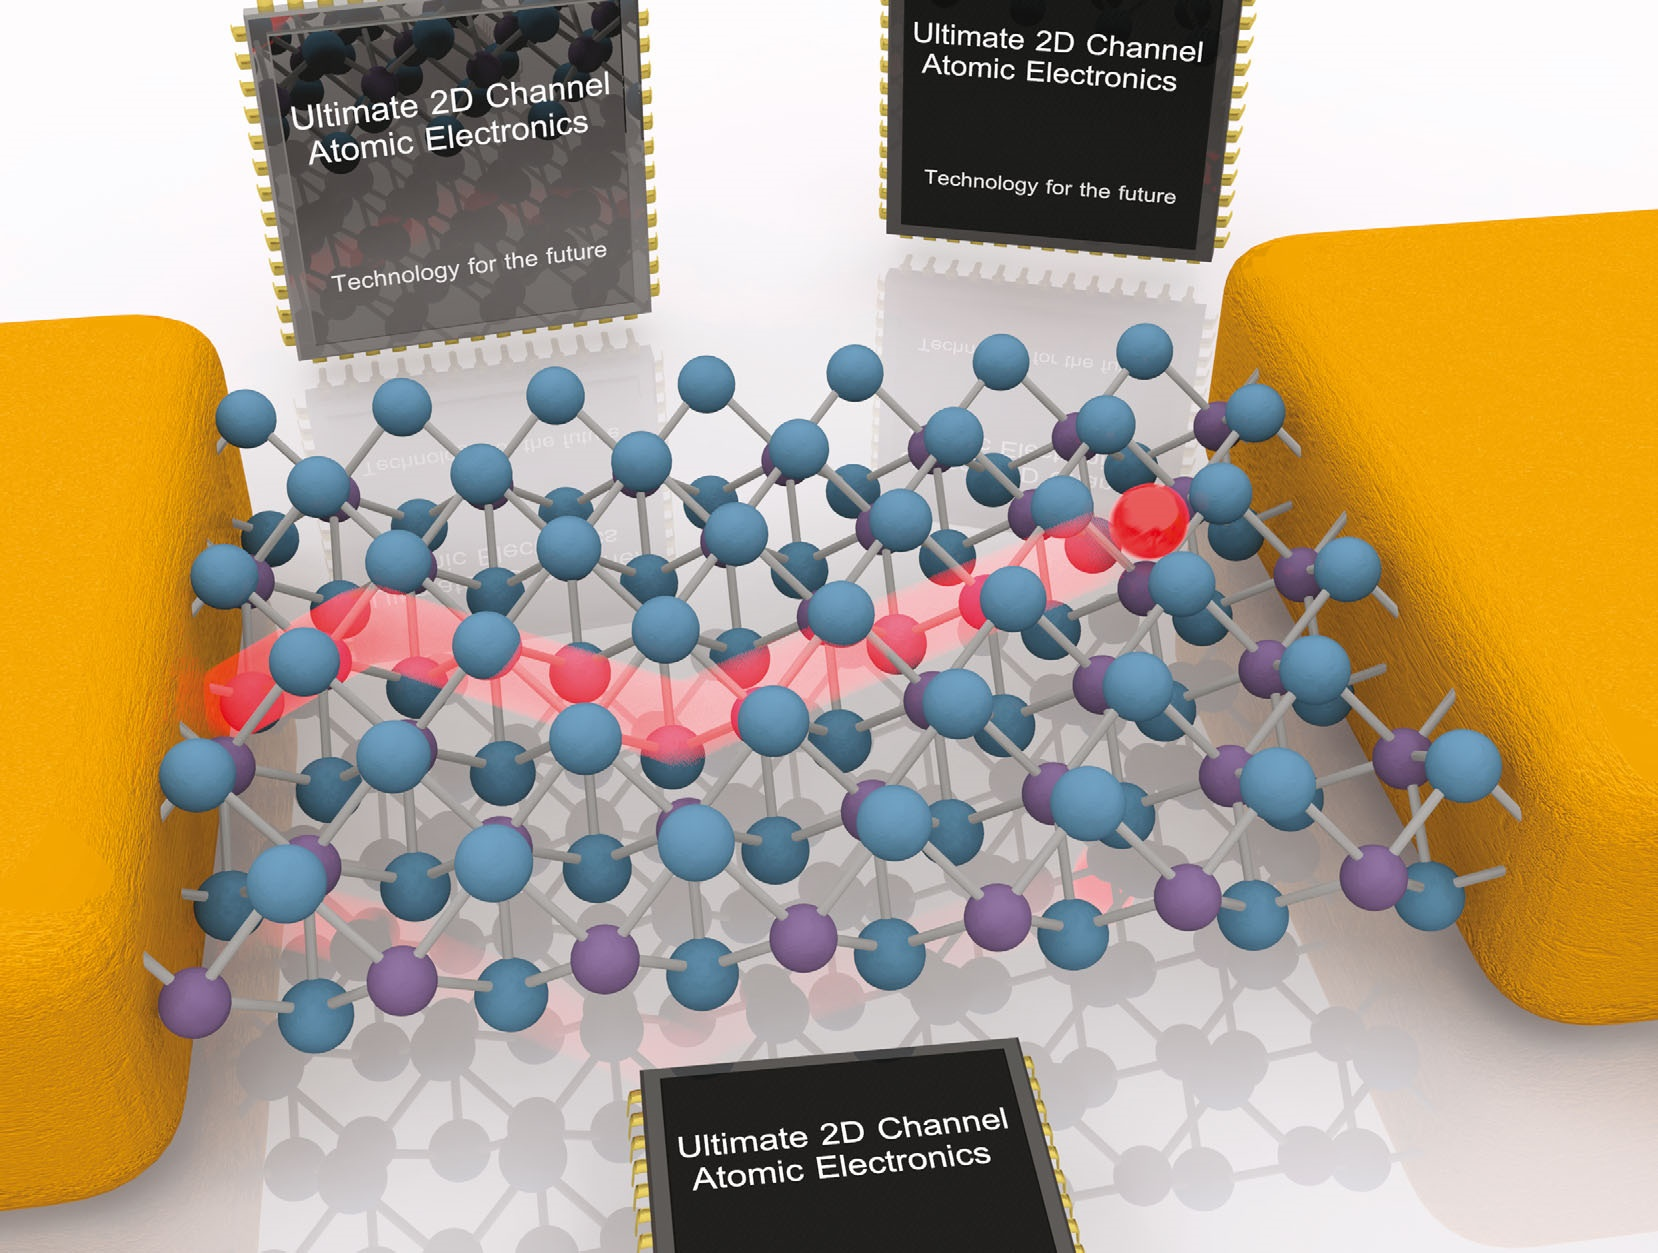 Ultimate 2D Channel
Atomic Electronics
Technology for the future
Ultimate 2D Channel
Atomic Electronics
Technology for the future
Ultimate 2D Channel
Atomic Electronics